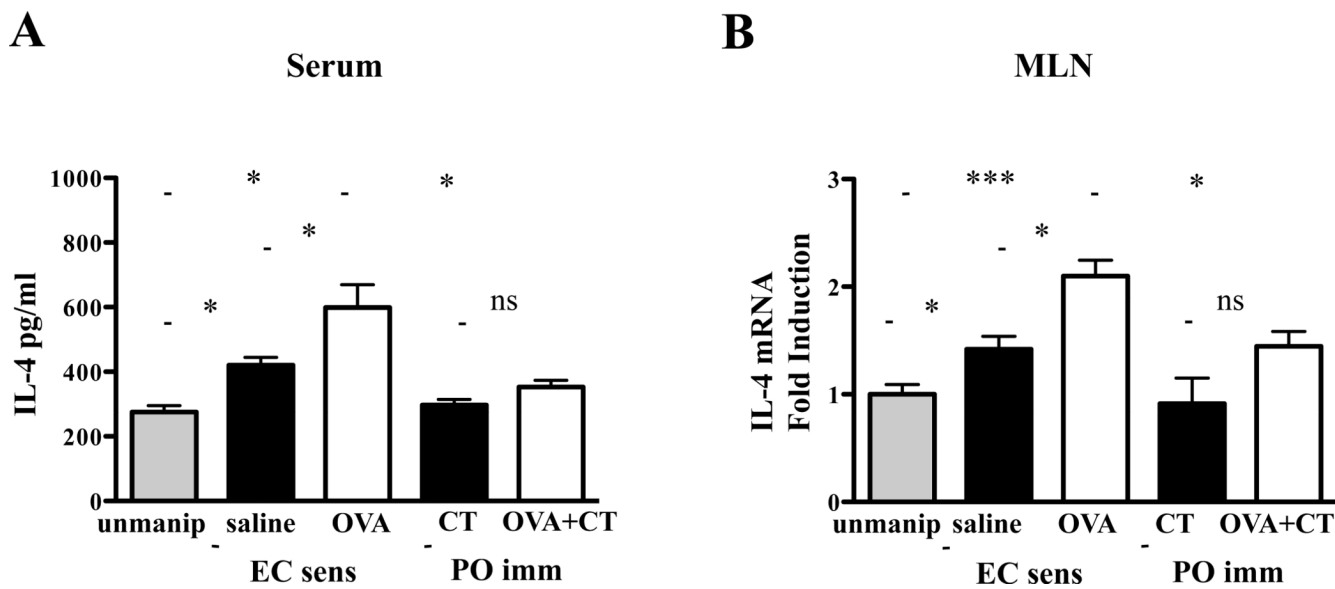 A
Serum
IL-4 pg/ml
1000
800
600
400
200
0
* *
*
*
ns
unmanip saline OVA CT OVA+CT
EC sens PO imm
B
MLN
IL-4 mRNA
Fold Induction
3
2
1
0
*** *
*
*
ns
unmanip saline OVA CT OVA+CT
EC sens PO imm